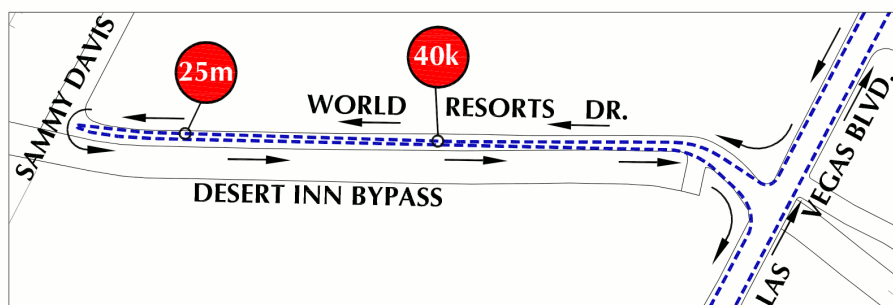 SAMMY DAVIS
25m
40k
WORLD RESORTS DR.
DESERT INN BYPASS
LAS VEGAS BLVD.